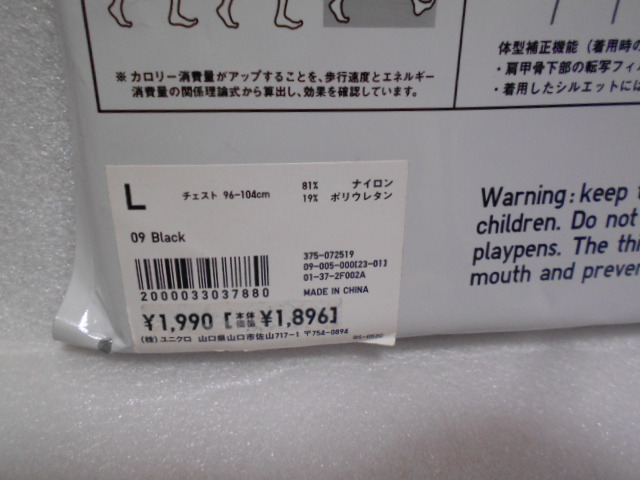 ※カロリー消費量がアップすることを、歩行速度とエネルギー
消費量の関係理論式から算出し、効果を確認しています。
体型補正機能（着用時の
・肩甲骨下部の転写フィ
・着用したシルエットには
L チェスト 96-104cm 81% ナイロン
19% ポリウレタン
09 Black
375-072519
09-005-000[23-01]
01-37-2F002A
2000033037880 MADE IN CHINA
¥1,990 [本体価格 ¥1,896]
(株)ユニクロ 山口県山口市佐山717-1 〒754-0894
Warning: keep
children. Do not
playpens. The thi
mouth and preven